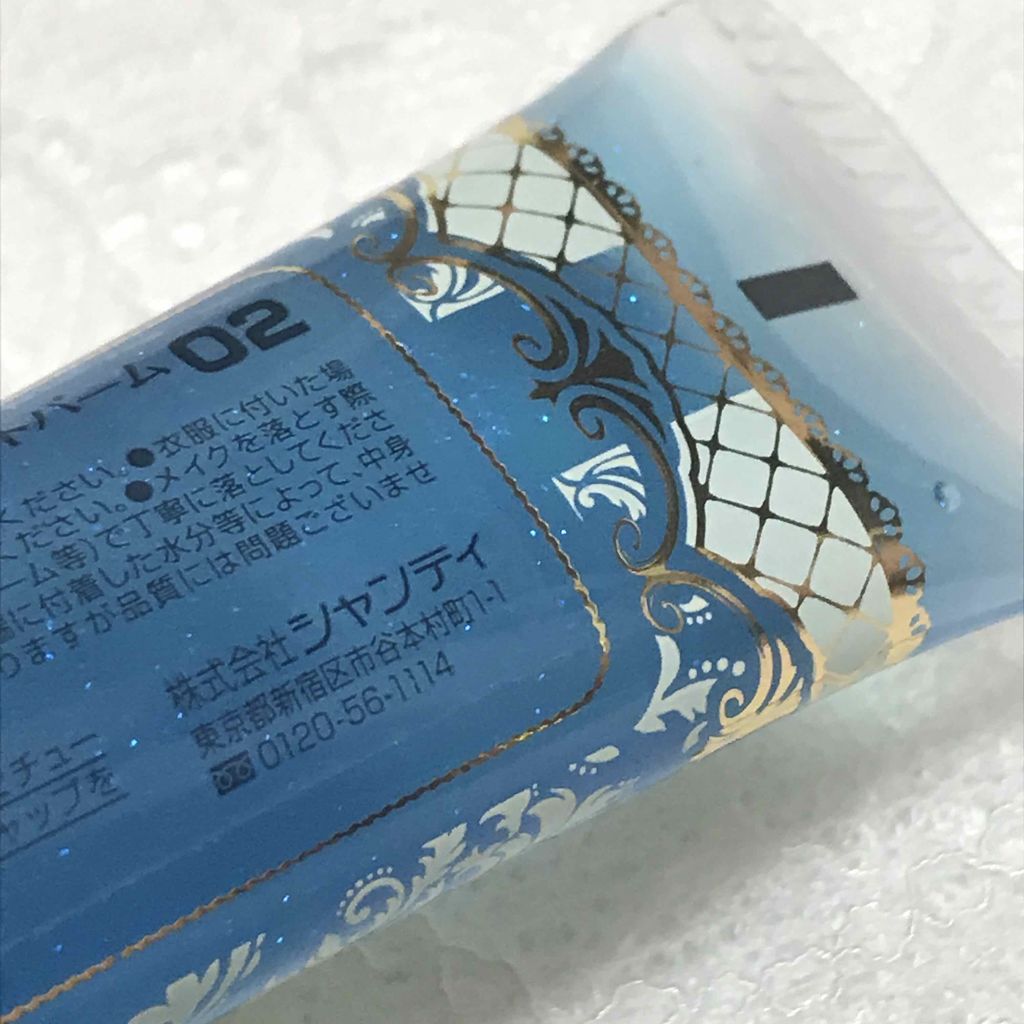 トバーム 02
ください。●衣服に付いた場
ください。●メイクを落とす際
ーム等)で丁寧に落としてくださ
に付着した水分等によって、中身
りますが品質には問題ございませ
株式会社シャンティ
東京都新宿区市谷本村町1-1
0120-56-1114
チュー
ャップを